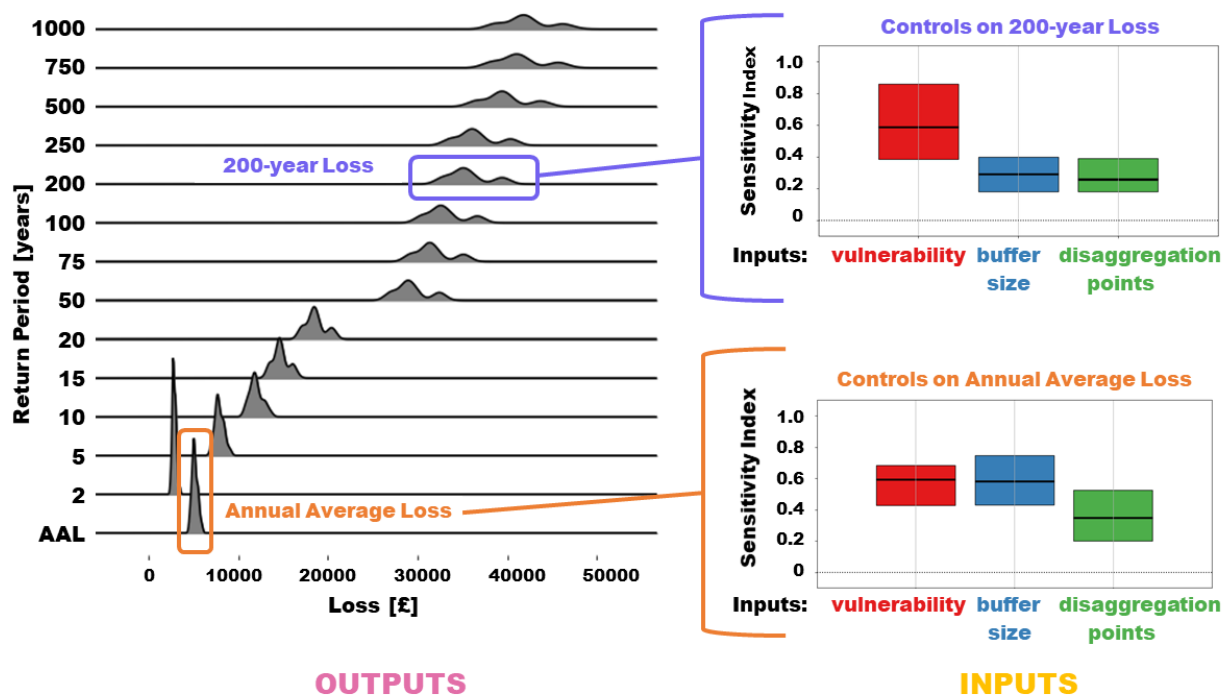 Return Period [years]
1000
750
500
250
200
100
75
50
20
15
10
5
2
AAL
200-year Loss
Annual Average Loss
0 10000 20000 30000 40000 50000
Loss [£]
OUTPUTS
Controls on 200-year Loss
Sensitivity Index
1.0
0.8
0.6
0.4
0.2
0
Inputs: vulnerability buffer disaggregation
size points
Controls on Annual Average Loss
Sensitivity Index
1.0
0.8
0.6
0.4
0.2
0
Inputs: vulnerability buffer disaggregation
size points
INPUTS